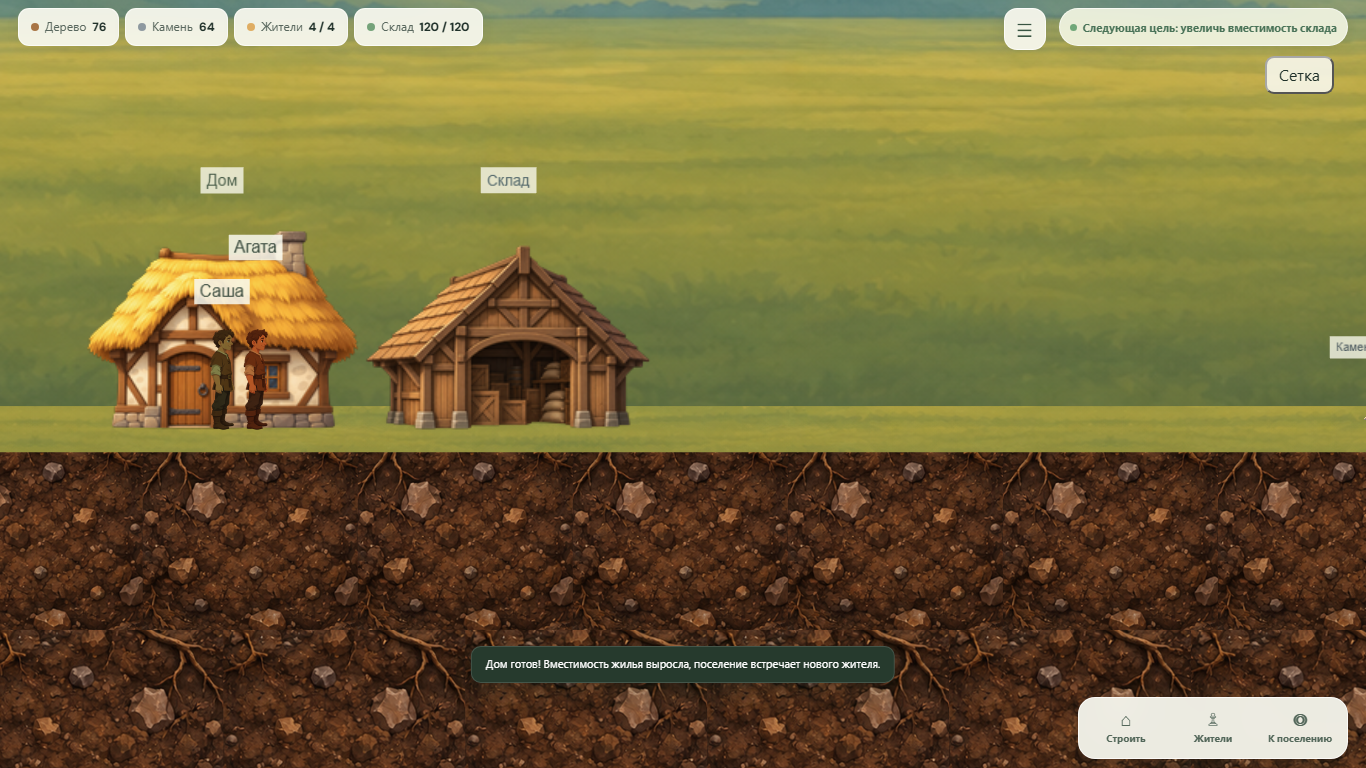 Дерево 76
Камень 64
Жители 4 / 4
Склад 120 / 120
☰
Следующая цель: увеличь вместимость склада
Сетка
Дом
Склад
Агата
Саша
Дом готов! Вместимость жилья выросла, поселение встречает нового жителя.
Строить
Жители
К поселению